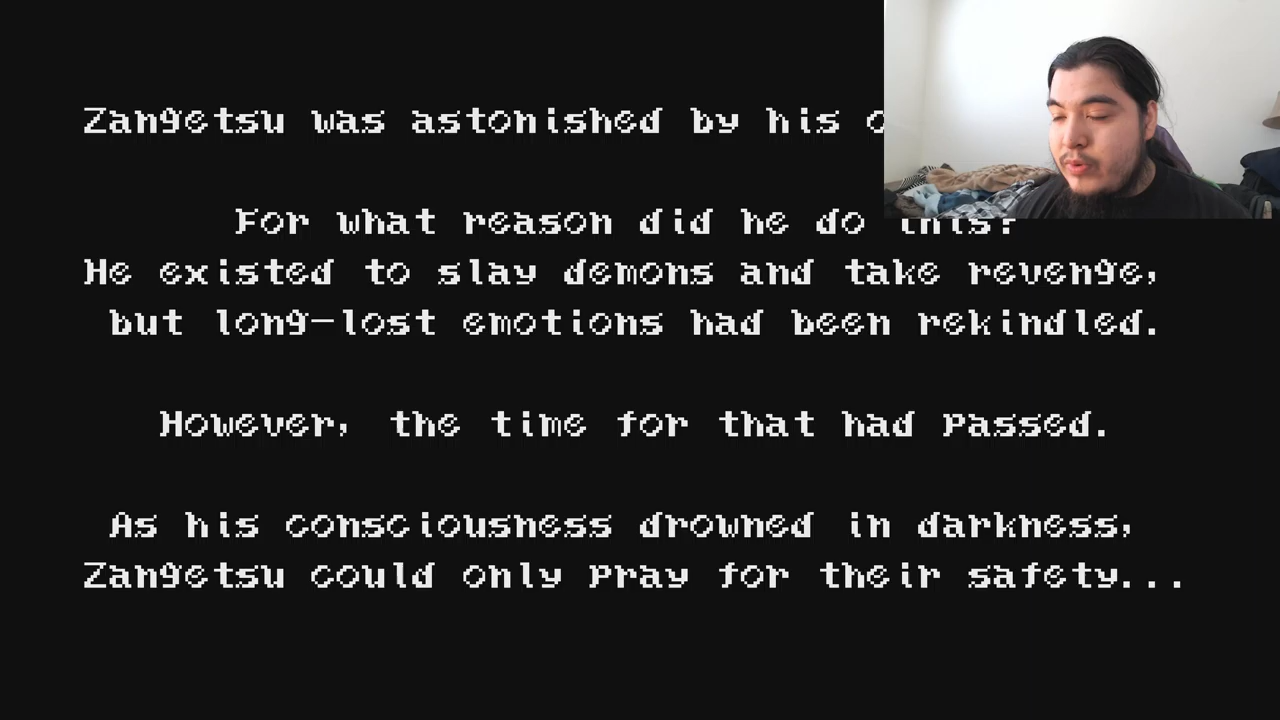 Zangetsu was astonished by his
For what reason did he do this?
He existed to slay demons and take revenge,
but long-lost emotions had been rekindled.
However, the time for that had passed.
As his consciousness drowned in darkness,
Zangetsu could only pray for their safety...